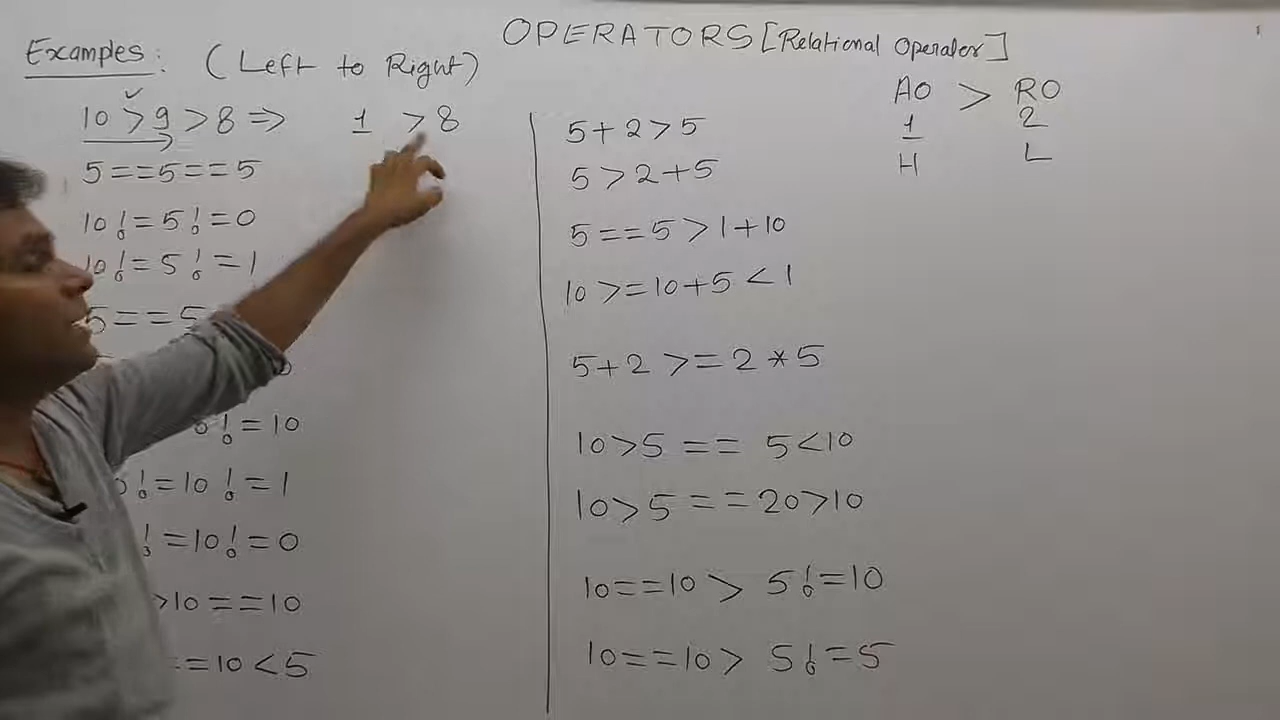 OPERATORS [Relational Operator]
Examples: (Left to Right)
10 > 9 > 8 => 1 > 8
5==5==5
10!=5!=0
10!=5!=1
5==5
!=10
!=10!=1
!=10!=0
>10==10
==10<5
5+2>5
5>2+5
5==5>1+10
10>=10+5<1
5+2>=2*5
10>5 == 5<10
10>5==20>10
10==10 > 5!=10
10==10 > 5!=5
AO > RO
1 2
H L